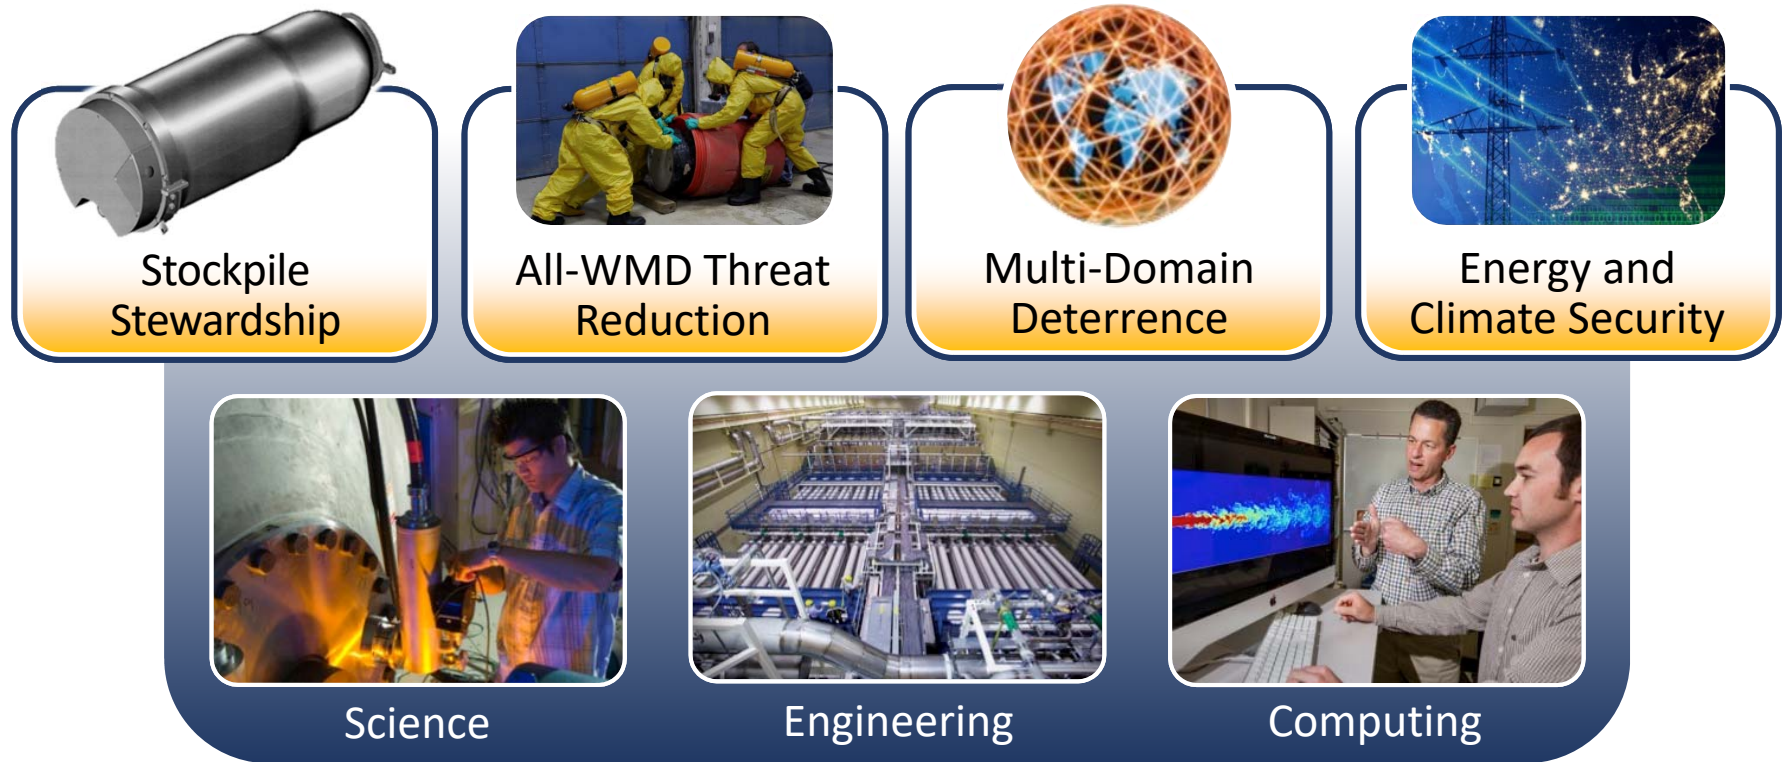 Stockpile
Stewardship
All-WMD Threat
Reduction
Multi-Domain
Deterrence
Energy and
Climate Security
Science
Engineering
Computing